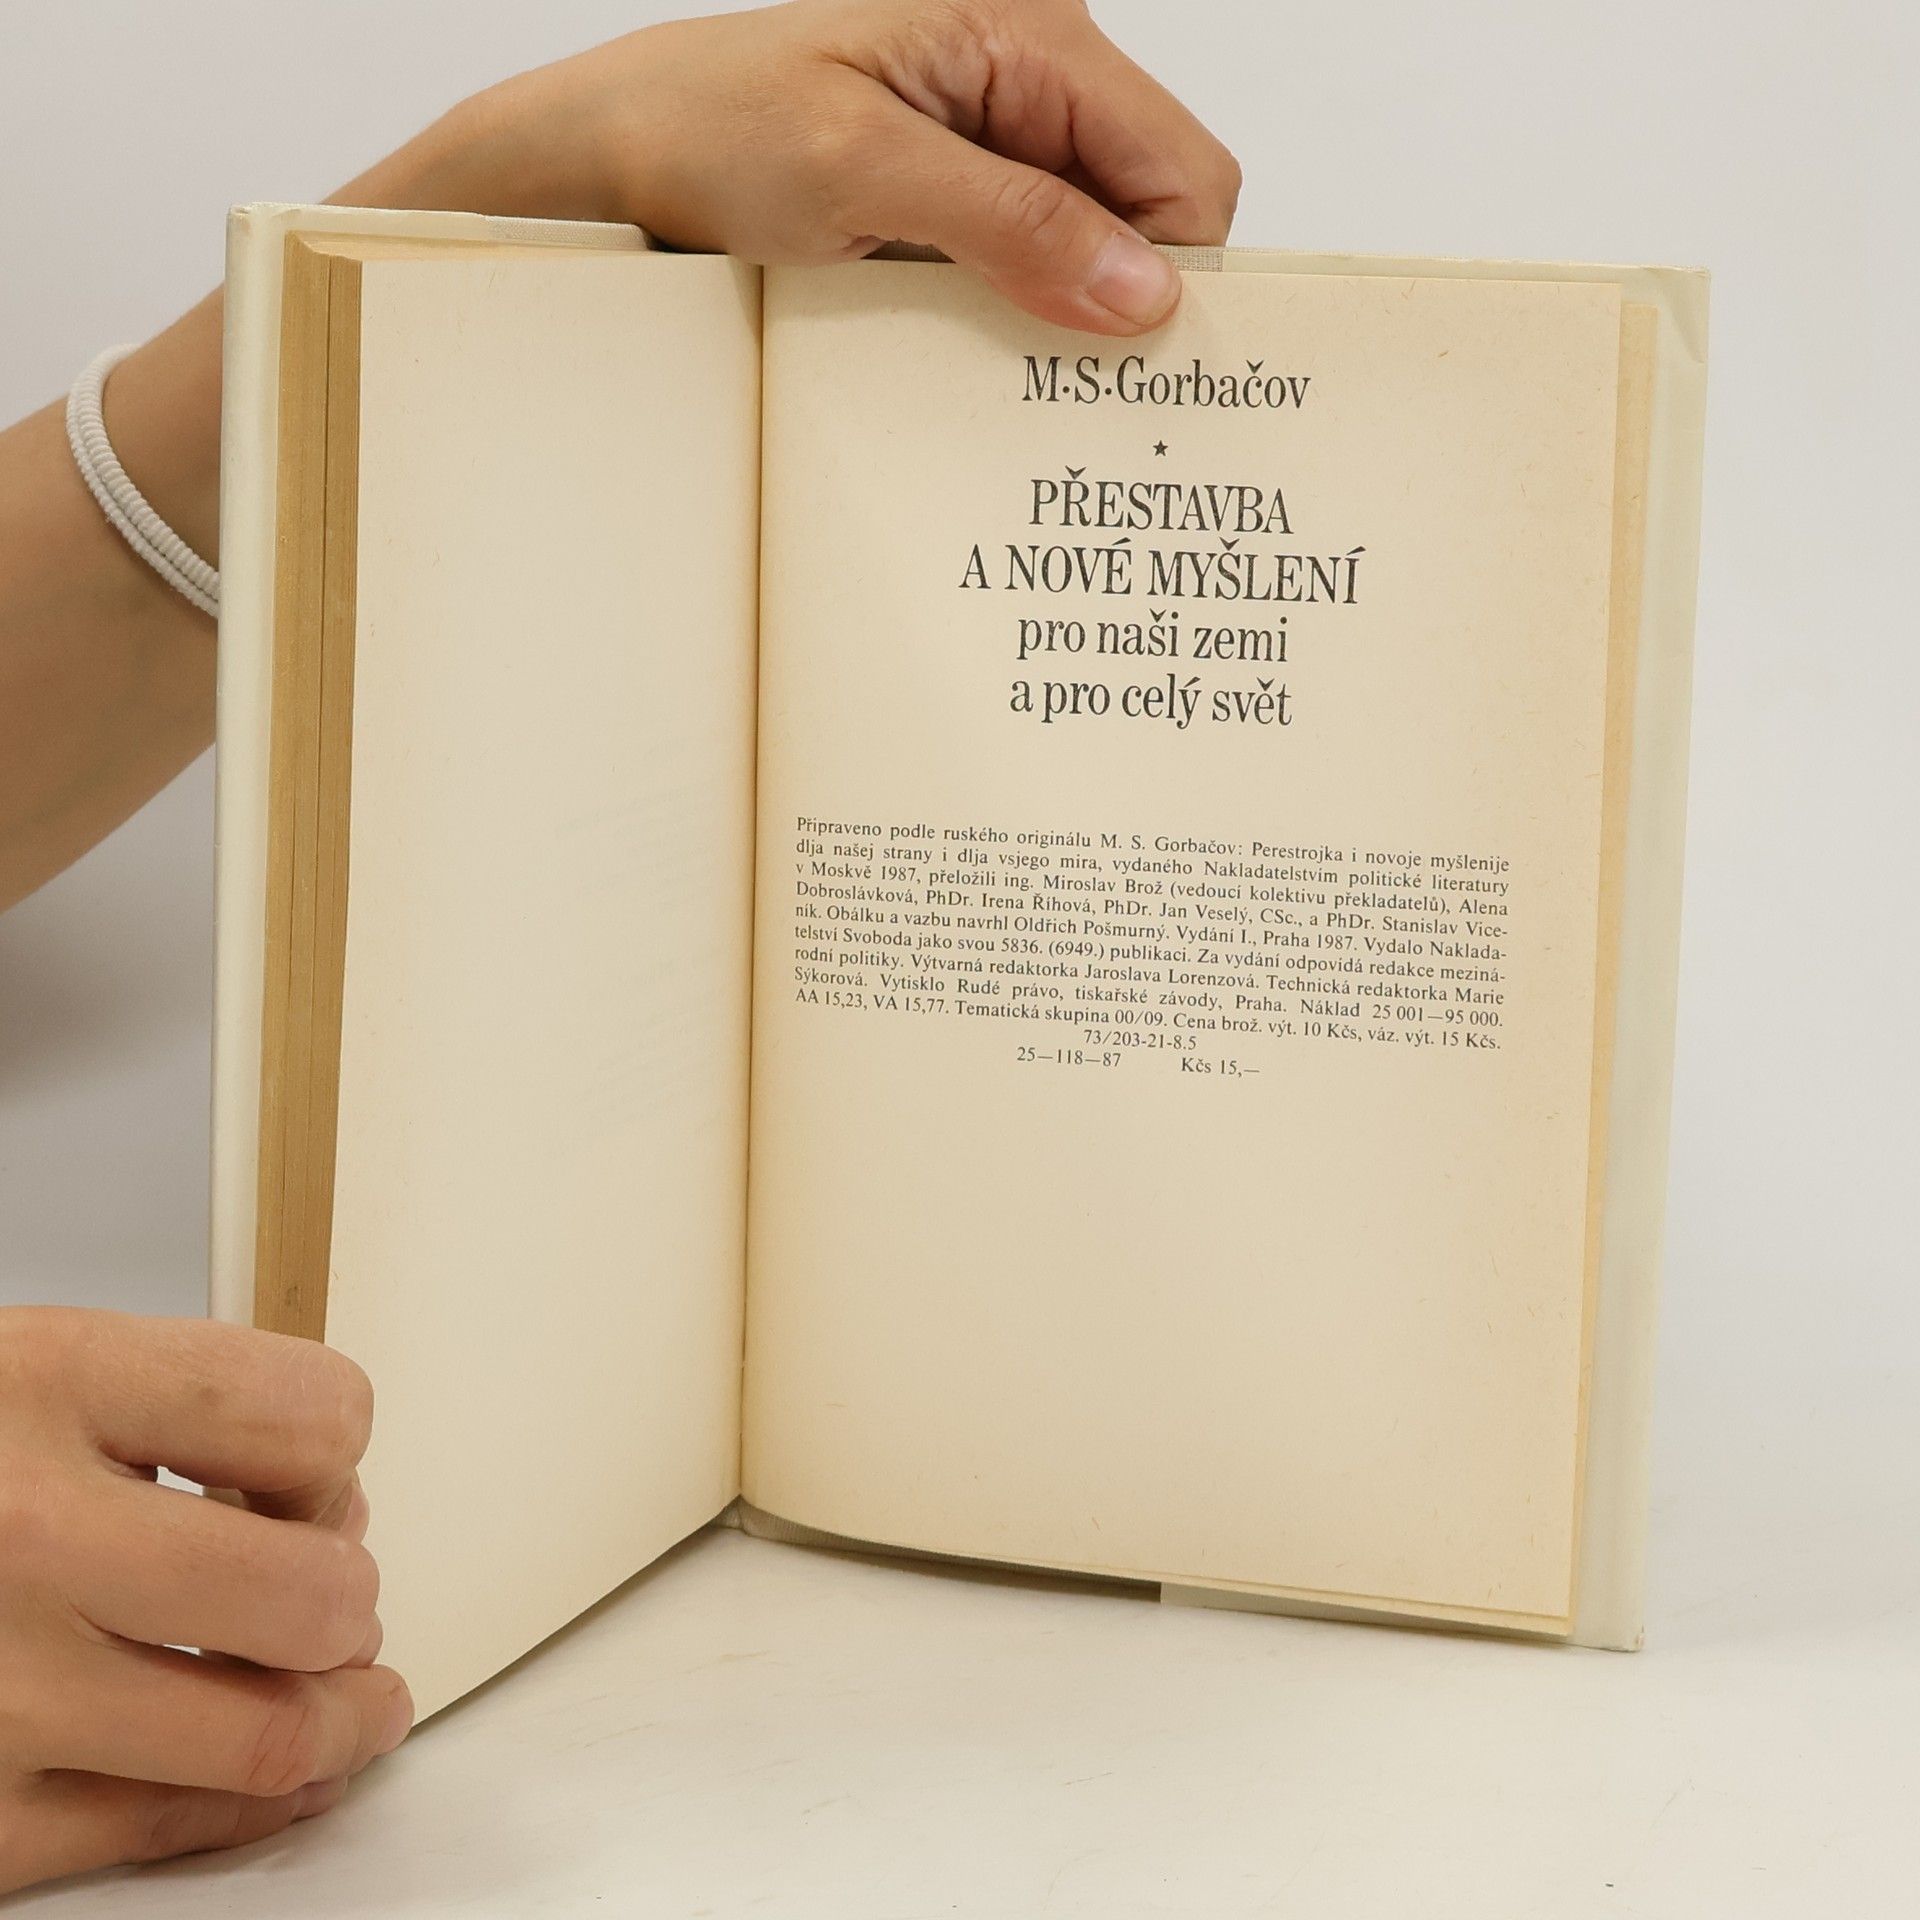 M·S·Gorbačov
★
PŘESTAVBA
A NOVÉ MYŠLENÍ
pro naši zemi
a pro celý svět
Připraveno podle ruského originálu M. S. Gorbačov: Perestrojka i novoje myšlenije
dlja našej strany i dlja vsjego mira, vydaného Nakladatelstvím politické literatury
v Moskvě 1987, přeložili ing. Miroslav Brož (vedoucí kolektivu překladatelů), Alena
Dobroslávková, PhDr. Irena Říhová, PhDr. Jan Veselý, CSc., a PhDr. Stanislav Vice-
ník. Obálku a vazbu navrhl Oldřich Pošmurný. Vydání I., Praha 1987. Vydalo Naklada-
telství Svoboda jako svou 5836. (6949.) publikaci. Za vydání odpovídá redakce meziná-
rodní politiky. Výtvarná redaktorka Jaroslava Lorenzová. Technická redaktorka Marie
Sýkorová. Vytisklo Rudé právo, tiskařské závody, Praha. Náklad 25 001—95 000.
AA 15,23, VA 15,77. Tematická skupina 00/09. Cena brož. výt. 10 Kčs, váz. výt. 15 Kčs.
73/203-21-8.5
25—118—87 Kčs 15,—